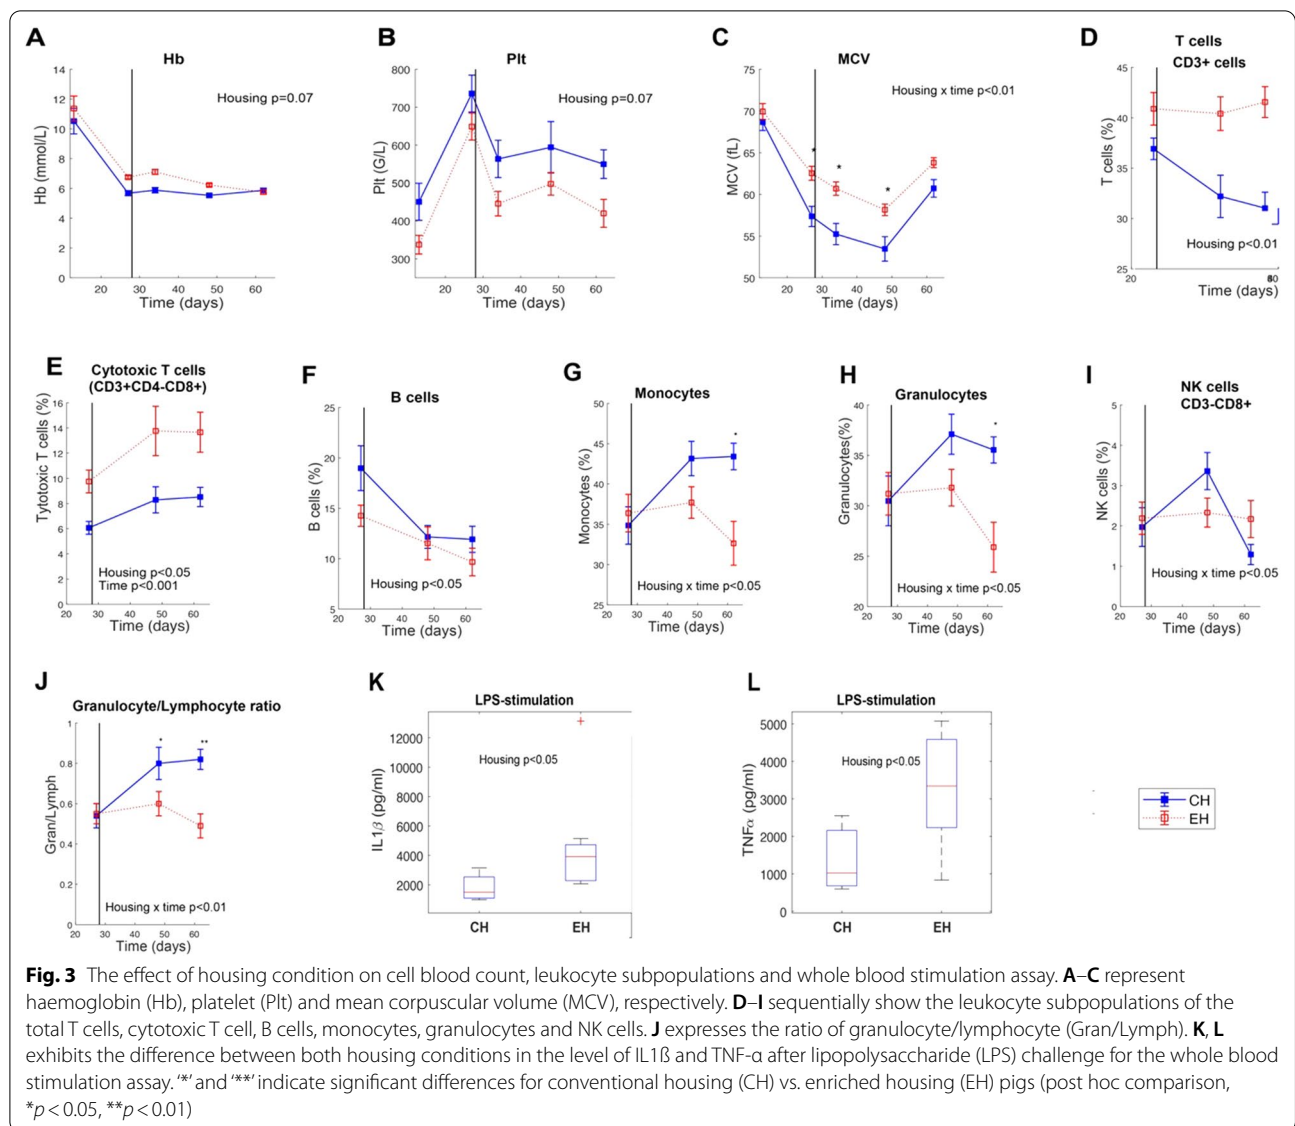 A
Hb
Hb (mmol/L)
14
12
10
8
6
4
2
0
Housing p=0.07
20 30 40 50 60
Time (days)
B
Plt
Plt (G/L)
800
700
600
500
400
300
Housing p=0.07
20 30 40 50 60
Time (days)
C
MCV
MCV (fL)
75
70
65
60
55
50
Housing x time p<0.01
* * *
20 30 40 50 60
Time (days)
D
T cells
CD3+ cells
T cells (%)
45
40
35
30
25
Housing p<0.01
20
Time (days)
E
Cytotoxic T cells
(CD3+CD4-CD8+)
Tytotoxic T cells (%)
16
14
12
10
8
6
4
2
0
Housing p<0.05
Time p<0.001
20 30 40 50 60
Time (days)
F
B cells
B cells (%)
25
20
15
10
5
Housing p<0.05
20 30 40 50 60
Time (days)
G
Monocytes
Monocytes (%)
50
45
40
35
30
25
*
Housing x time p<0.05
20 30 40 50 60
Time (days)
H
Granulocytes
Granulocytes(%)
40
35
30
25
20
*
Housing x time p<0.05
20 30 40 50 60
Time (days)
I
NK cells
CD3-CD8+
NK cells (%)
5
4
3
2
1
0
Housing x time p<0.05
20 30 40 50 60
Time (days)
J
Granulocyte/Lymphocyte ratio
Gran/Lymph
1
0.8
0.6
0.4
0.2
0
* **
Housing x time p<0.01
20 30 40 50 60
Time (days)
K
LPS-stimulation
IL1β (pg/ml)
12000
10000
8000
6000
4000
2000
Housing p<0.05
CH EH
L
LPS-stimulation
TNFα (pg/ml)
5000
4000
3000
2000
1000
0
Housing p<0.05
CH EH
CH
EH
Fig. 3 The effect of housing condition on cell blood count, leukocyte subpopulations and whole blood stimulation assay. A–C represent
haemoglobin (Hb), platelet (Plt) and mean corpuscular volume (MCV), respectively. D–I sequentially show the leukocyte subpopulations of the
total T cells, cytotoxic T cell, B cells, monocytes, granulocytes and NK cells. J expresses the ratio of granulocyte/lymphocyte (Gran/Lymph). K, L
exhibits the difference between both housing conditions in the level of IL1ß and TNF-α after lipopolysaccharide (LPS) challenge for the whole blood
stimulation assay. ‘*’ and ‘**’ indicate significant differences for conventional housing (CH) vs. enriched housing (EH) pigs (post hoc comparison,
*p < 0.05, **p < 0.01)